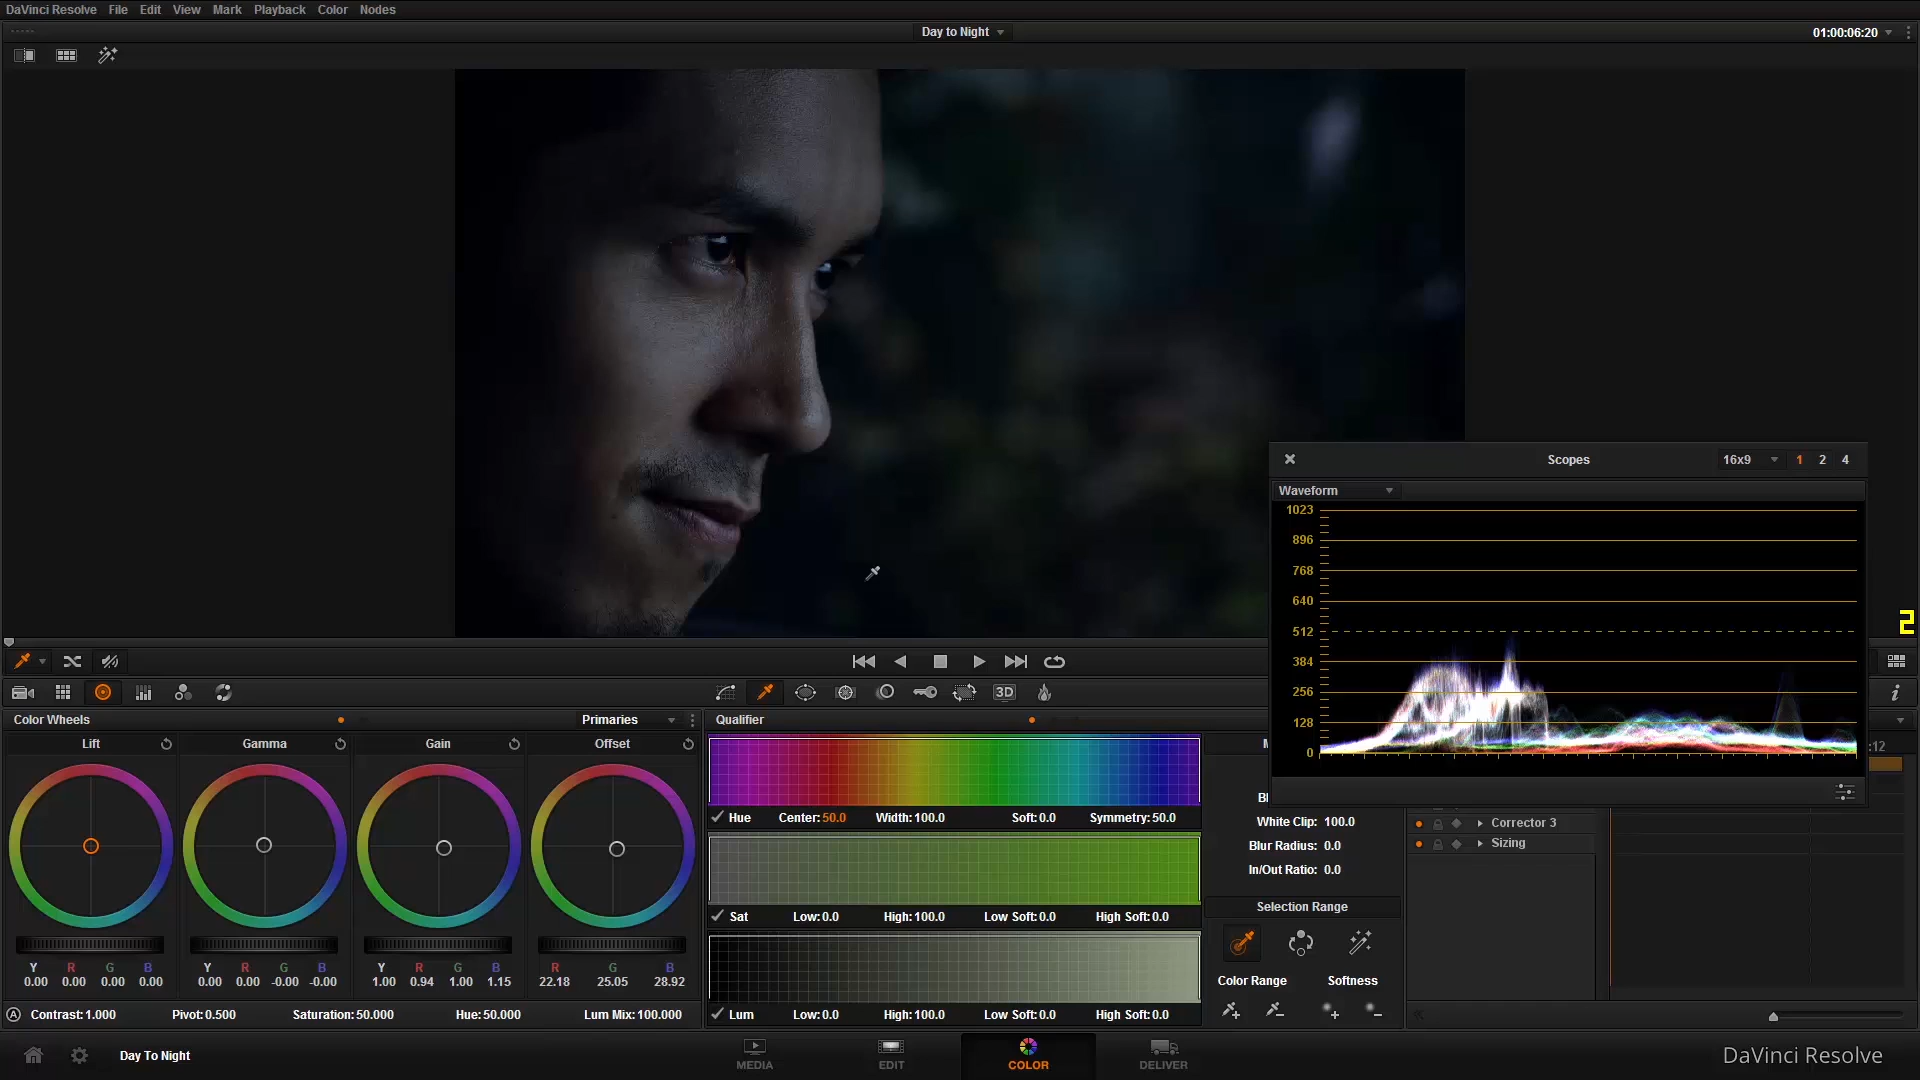 DaVinci Resolve File Edit View Mark Playback Color Nodes
Day to Night
01:00:06:20
Scopes 16x9 1 2 4
Waveform
1023
896
768
640
512
384
256
128
0
2
3D
Color Wheels Primaries
Lift Gamma Gain Offset
Y R G B Y R G B Y R G B R G B
0.00 0.00 0.00 0.00 0.00 0.00 -0.00 -0.00 1.00 0.94 1.00 1.15 22.18 25.05 28.92
A Contrast:1.000 Pivot:0.500 Saturation:50.000 Hue:50.000 Lum Mix:100.000
Qualifier
Hue Center:50.0 Width:100.0 Soft:0.0 Symmetry:50.0
Sat Low:0.0 High:100.0 Low Soft:0.0 High Soft:0.0
Lum Low:0.0 High:100.0 Low Soft:0.0 High Soft:0.0
White Clip: 100.0
Blur Radius: 0.0
In/Out Ratio: 0.0
Selection Range
Color Range Softness
:12
Corrector 3
Sizing
Day To Night
MEDIA EDIT COLOR DELIVER
DaVinci Resolve